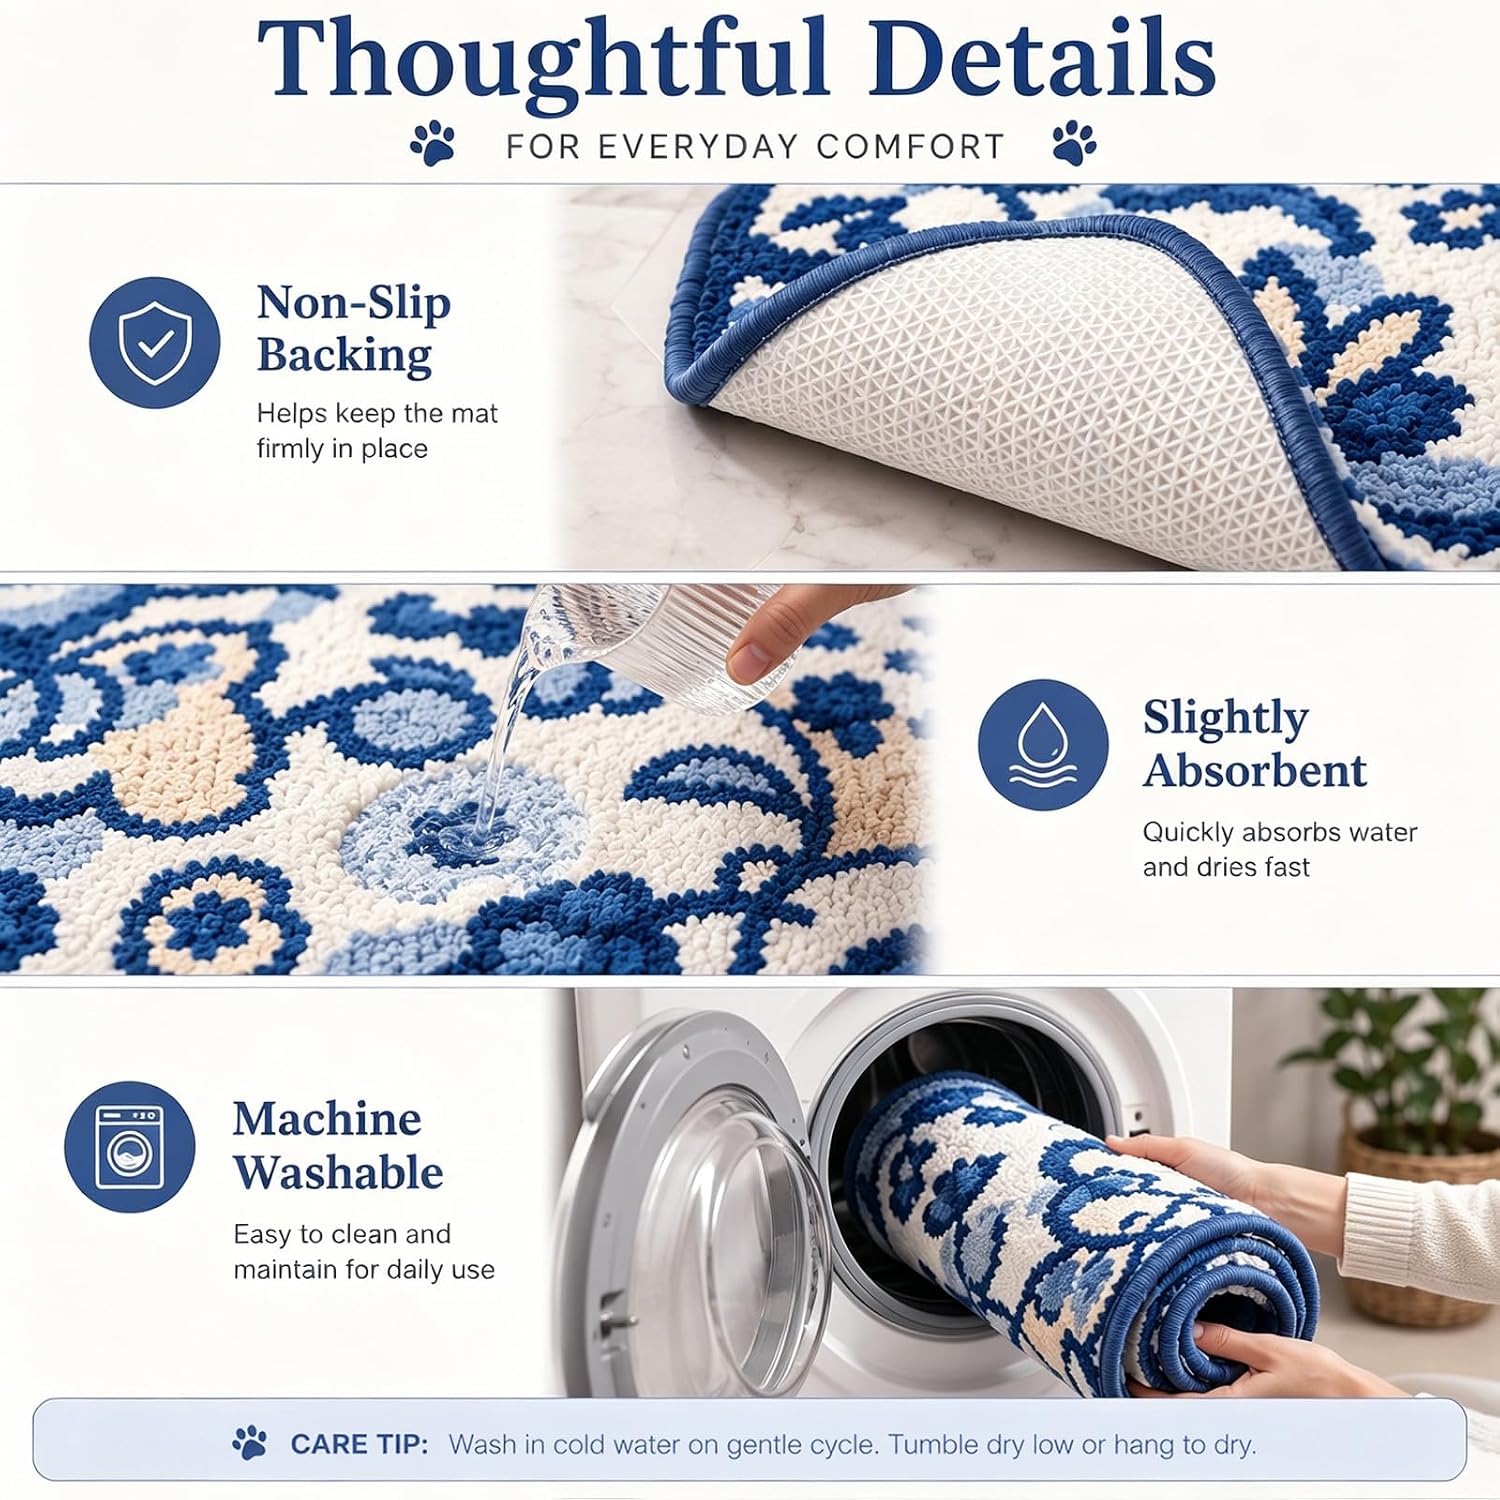 Thoughtful Details
FOR EVERYDAY COMFORT
Non-Slip
Backing
Helps keep the mat
firmly in place
Slightly
Absorbent
Quickly absorbs water
and dries fast
Machine
Washable
Easy to clean and
maintain for daily use
CARE TIP: Wash in cold water on gentle cycle. Tumble dry low or hang to dry.